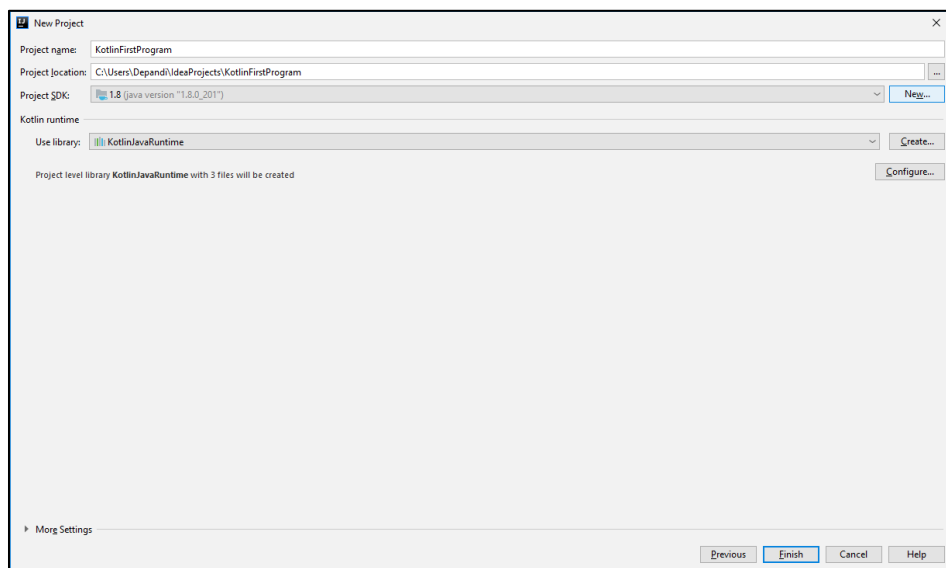 New Project
Project name: KotlinFirstProgram
Project location: C:\Users\Depandi\IdeaProjects\KotlinFirstProgram ...
Project SDK: 1.8 (java version "1.8.0_201") New...
Kotlin runtime
Use library: KotlinJavaRuntime Create...
Project level library KotlinJavaRuntime with 3 files will be created Configure...
More Settings
Previous Finish Cancel Help